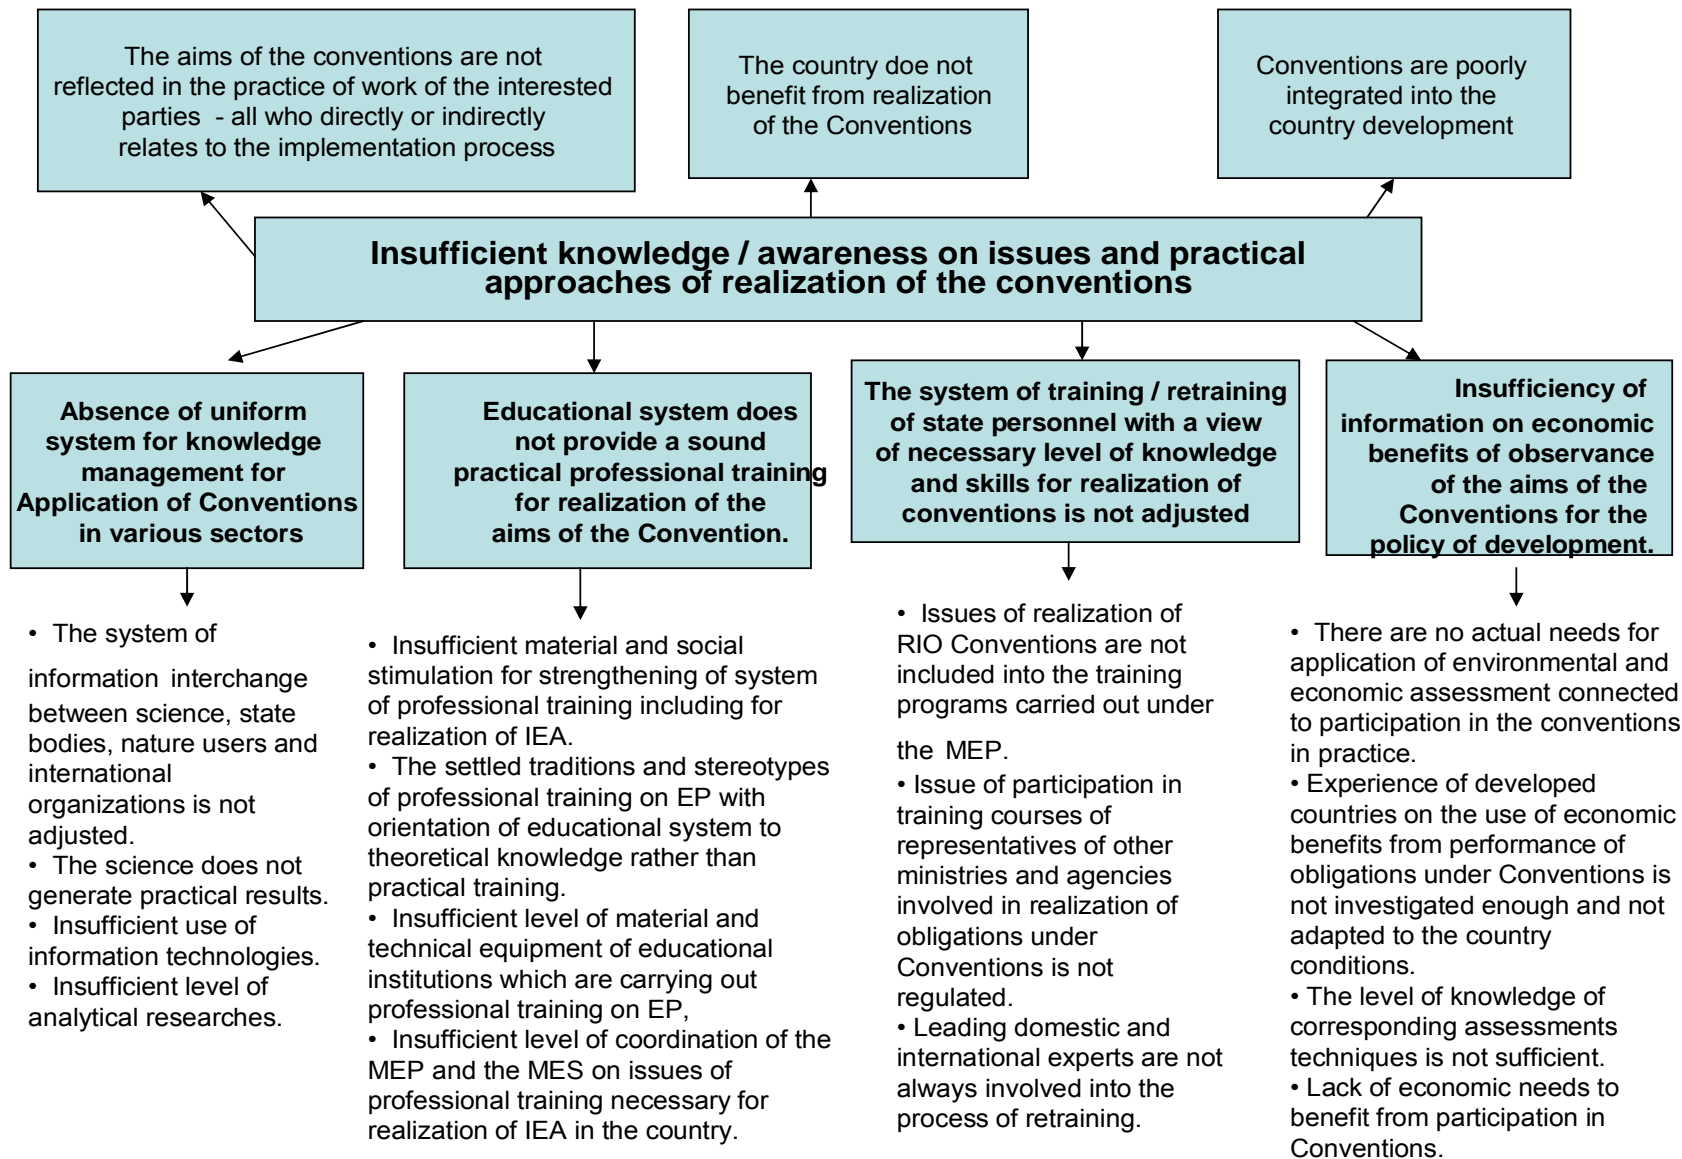 The aims of the conventions are not
reflected in the practice of work of the interested
parties  - all who directly or indirectly
relates to the implementation process
The country doe not
benefit from realization
of the Conventions
Conventions are poorly
integrated into the
country development
Insufficient knowledge / awareness on issues and practical
approaches of realization of the conventions
Absence of uniform
system for knowledge
management for
Application of Conventions
in various sectors
Educational system does
not provide a sound
practical professional training
for realization of the
aims of the Convention.
The system of training / retraining
of state personnel with a view
of necessary level of knowledge
and skills for realization of
conventions is not adjusted
Insufficiency of
information on economic
benefits of observance
of the aims of the
Conventions for the
policy of development.
• The system of
information interchange
between science, state
bodies, nature users and
international
organizations is not
adjusted.
• The science does not
generate practical results.
• Insufficient use of
information technologies.
• Insufficient level of
analytical researches.
• Insufficient material and social
stimulation for strengthening of system
of professional training including for
realization of IEA.
• The settled traditions and stereotypes
of professional training on EP with
orientation of educational system to
theoretical knowledge rather than
practical training.
• Insufficient level of material and
technical equipment of educational
institutions which are carrying out
professional training on EP,
• Insufficient level of coordination of the
MEP and the MES on issues of
professional training necessary for
realization of IEA in the country.
• Issues of realization of
RIO Conventions are not
included into the training
programs carried out under
the MEP.
• Issue of participation in
training courses of
representatives of other
ministries and agencies
involved in realization of
obligations under
Conventions is not
regulated.
• Leading domestic and
international experts are not
always involved into the
process of retraining.
• There are no actual needs for
application of environmental and
economic assessment connected
to participation in the conventions
in practice.
• Experience of developed
countries on the use of economic
benefits from performance of
obligations under Conventions is
not investigated enough and not
adapted to the country
conditions.
• The level of knowledge of
corresponding assessments
techniques is not sufficient.
• Lack of economic needs to
benefit from participation in
Conventions.